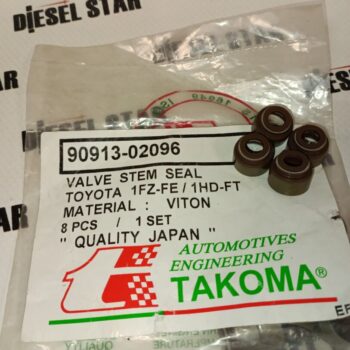 DIESEL STAR
90913-02096
VALVE STEM SEAL
TOYOTA 1FZ-FE / 1HD-FT
MATERIAL : VITON
8 PCS / 1 SET
" QUALITY JAPAN "
AUTOMOTIVES
ENGINEERING
TAKOMA®
QUALITY